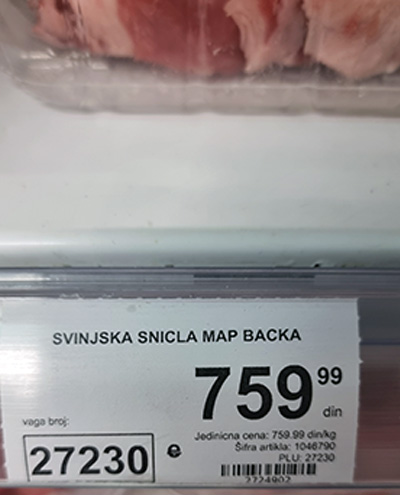 SVINJSKA SNICLA MAP BACKA
759 99
din
vaga broj:
Jedinicna cena: 759.99 din/kg
Šifra artikla: 1046790
PLU: 27230
27230 e
2724902